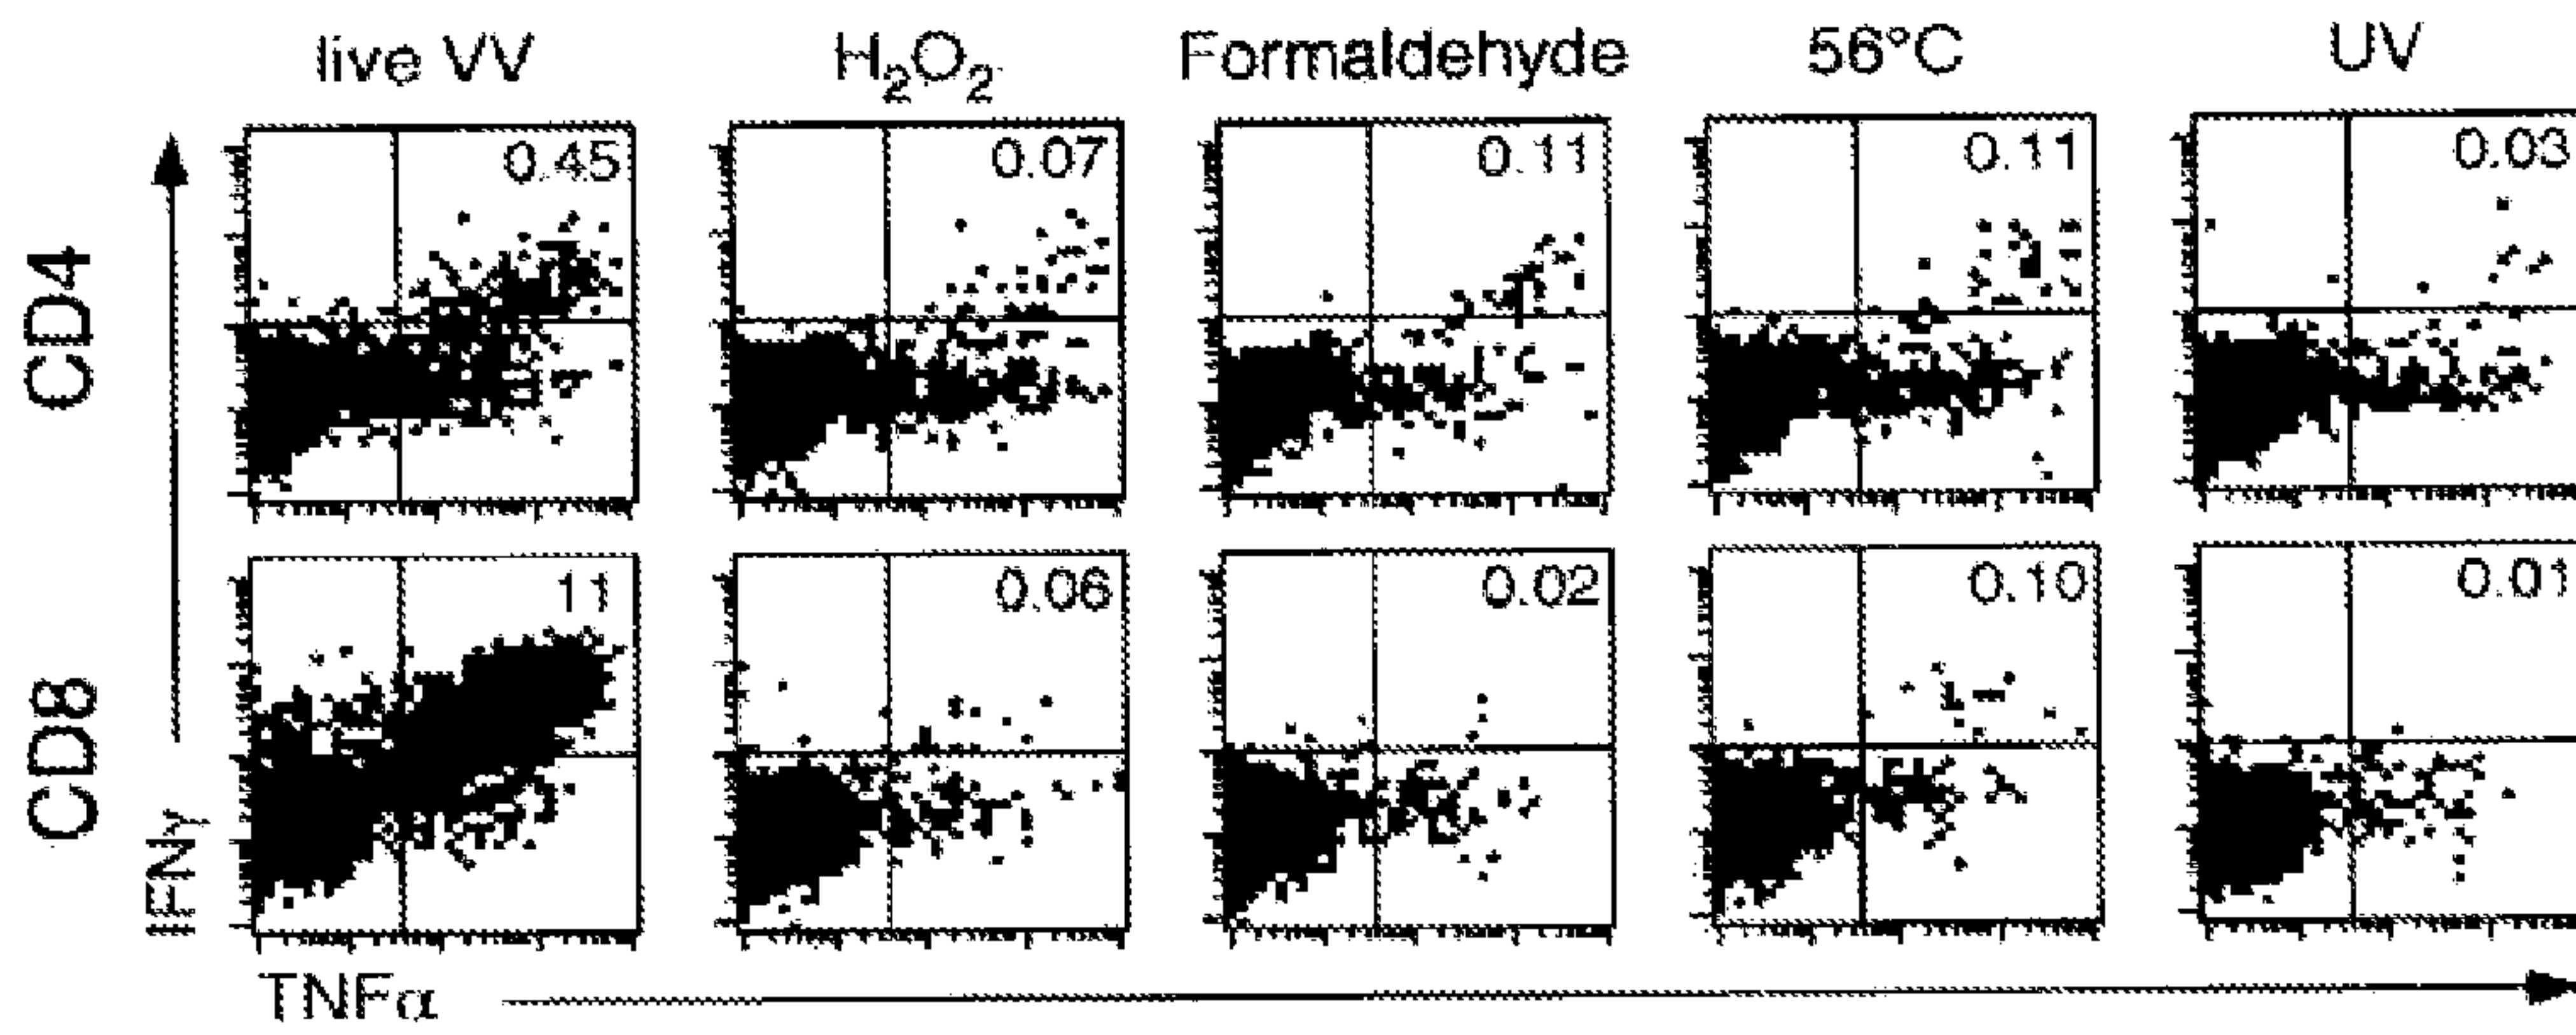 live VV H₂O₂ Formaldehyde 56°C UV
CD4
0.45 0.07 0.11 0.11 0.03
CD8
11 0.06 0.02 0.10 0.01
IFNγ
TNFα